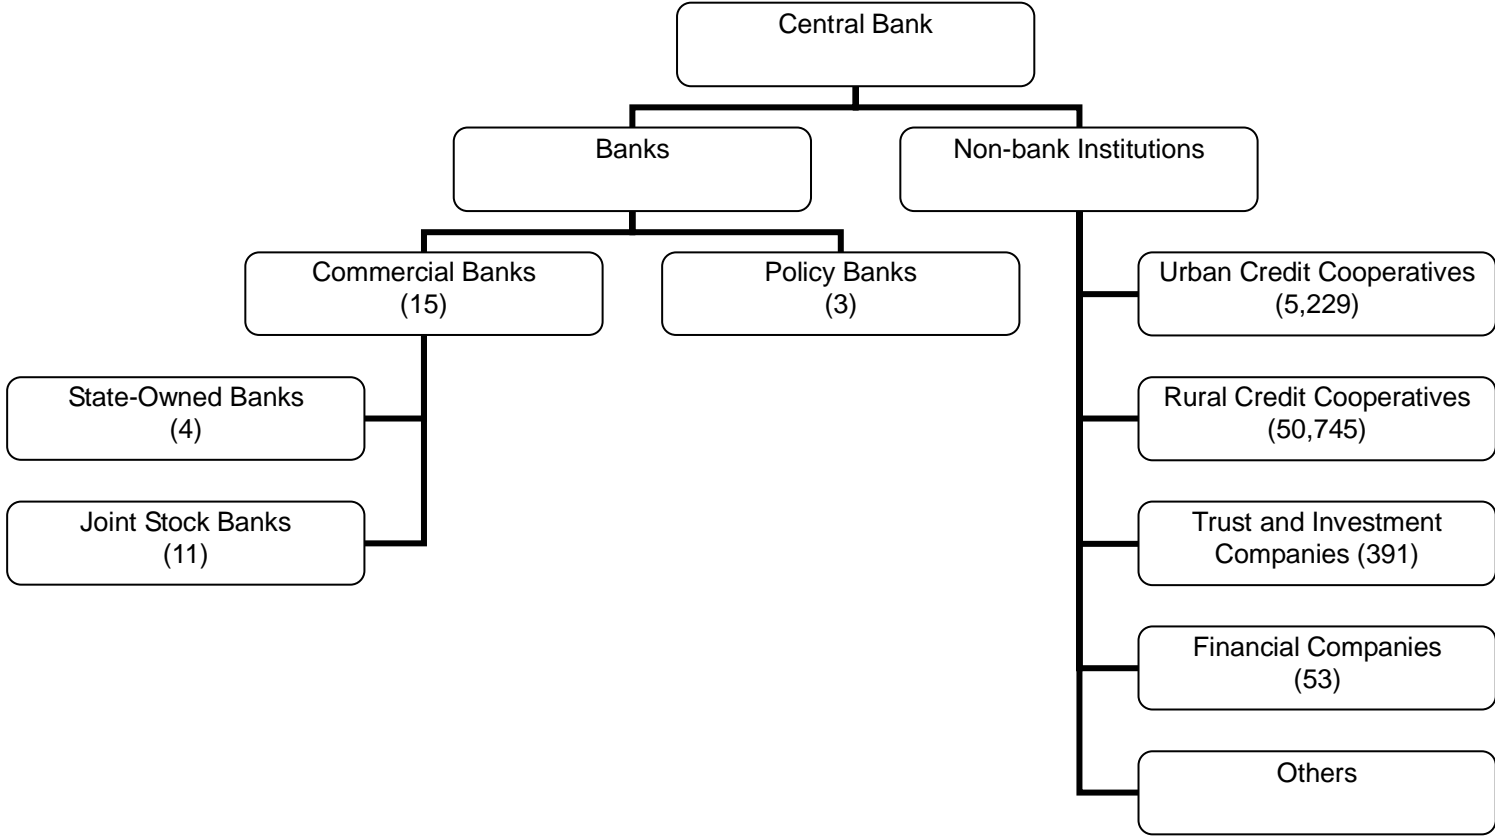 Central Bank
Banks
Non-bank Institutions
Commercial Banks
(15)
Policy Banks
(3)
Urban Credit Cooperatives
(5,229)
State-Owned Banks
(4)
Rural Credit Cooperatives
(50,745)
Joint Stock Banks
(11)
Trust and Investment
Companies (391)
Financial Companies
(53)
Others